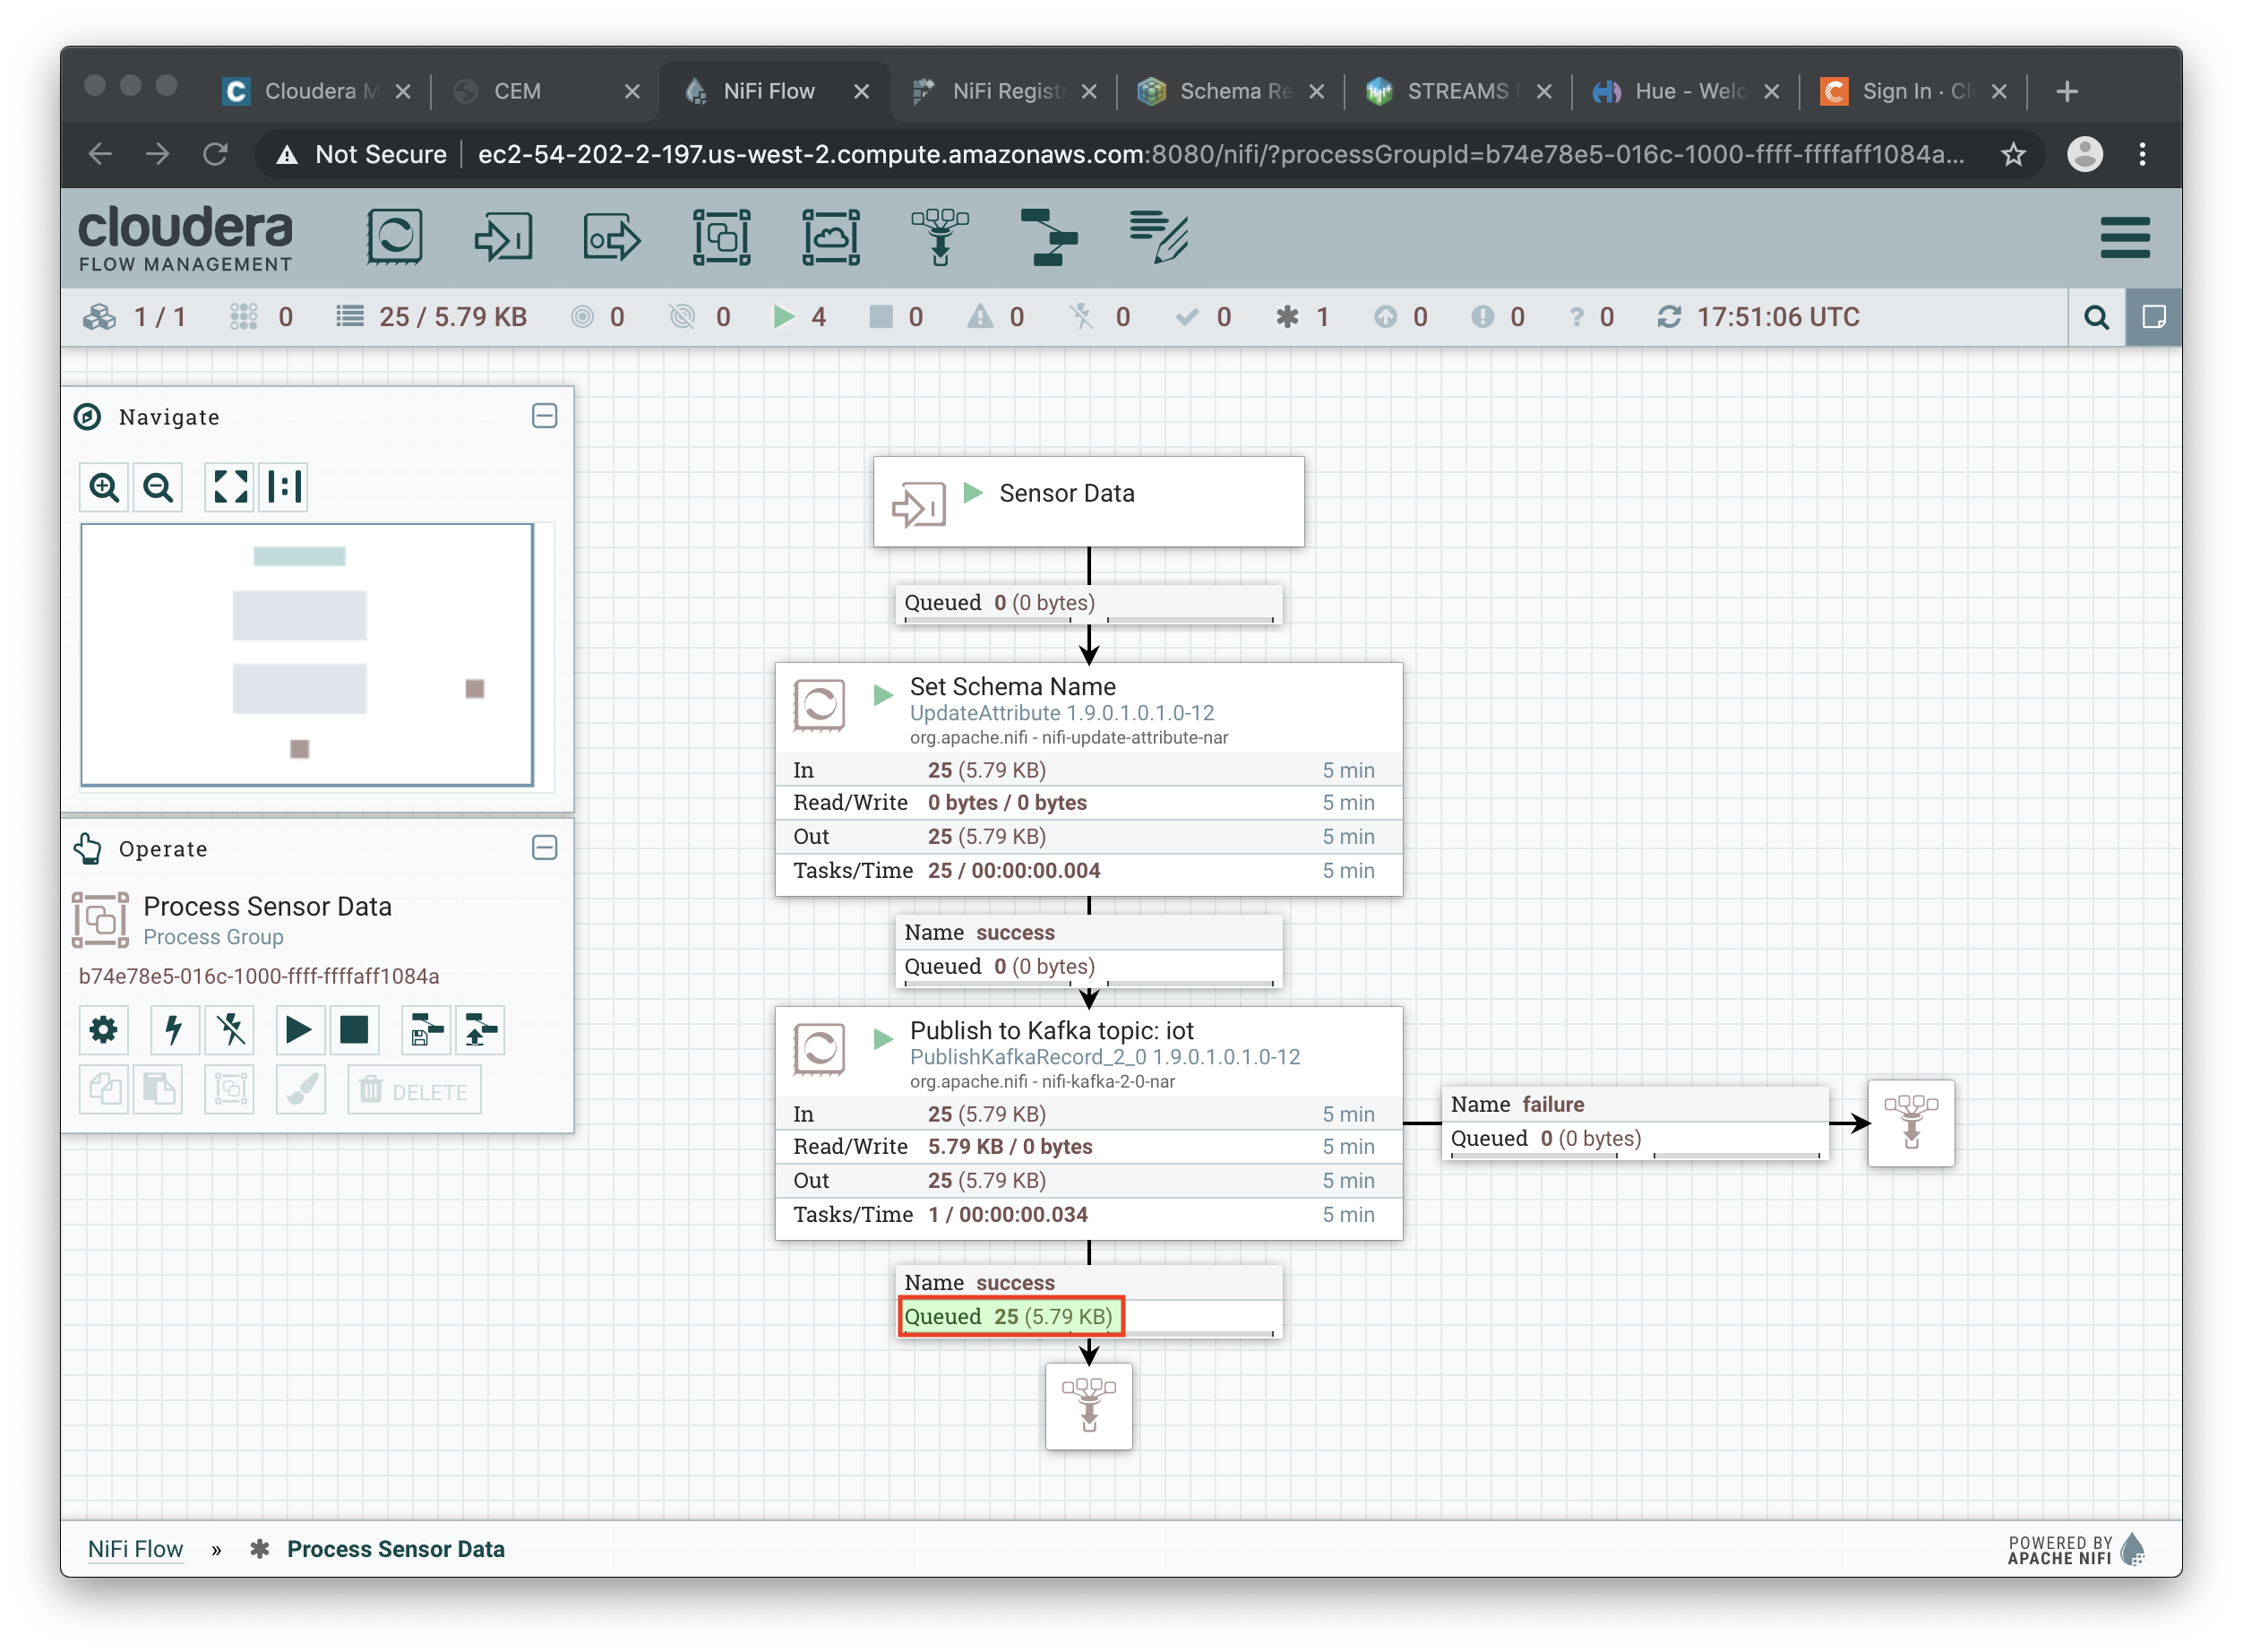 Cloudera M
CEM
NiFi Flow
NiFi Regist
Schema Re
STREAMS
Hue - Welc
Sign In · Cl
Not Secure
ec2-54-202-2-197.us-west-2.compute.amazonaws.com:8080/nifi/?processGroupId=b74e78e5-016c-1000-ffff-ffffaff1084a...
cloudera
FLOW MANAGEMENT
1 / 1 0 25 / 5.79 KB 0 0 4 0 0 0 0 1 0 0 ? 0 17:51:06 UTC
Navigate
Operate
Process Sensor Data
Process Group
b74e78e5-016c-1000-ffff-ffffaff1084a
DELETE
Sensor Data
Queued 0 (0 bytes)
Set Schema Name
UpdateAttribute 1.9.0.1.0.1.0-12
org.apache.nifi - nifi-update-attribute-nar
In 25 (5.79 KB) 5 min
Read/Write 0 bytes / 0 bytes 5 min
Out 25 (5.79 KB) 5 min
Tasks/Time 25 / 00:00:00.004 5 min
Name success
Queued 0 (0 bytes)
Publish to Kafka topic: iot
PublishKafkaRecord_2_0 1.9.0.1.0.1.0-12
org.apache.nifi - nifi-kafka-2-0-nar
In 25 (5.79 KB) 5 min
Read/Write 5.79 KB / 0 bytes 5 min
Out 25 (5.79 KB) 5 min
Tasks/Time 1 / 00:00:00.034 5 min
Name failure
Queued 0 (0 bytes)
Name success
Queued 25 (5.79 KB)
NiFi Flow » Process Sensor Data
POWERED BY
APACHE NIFI